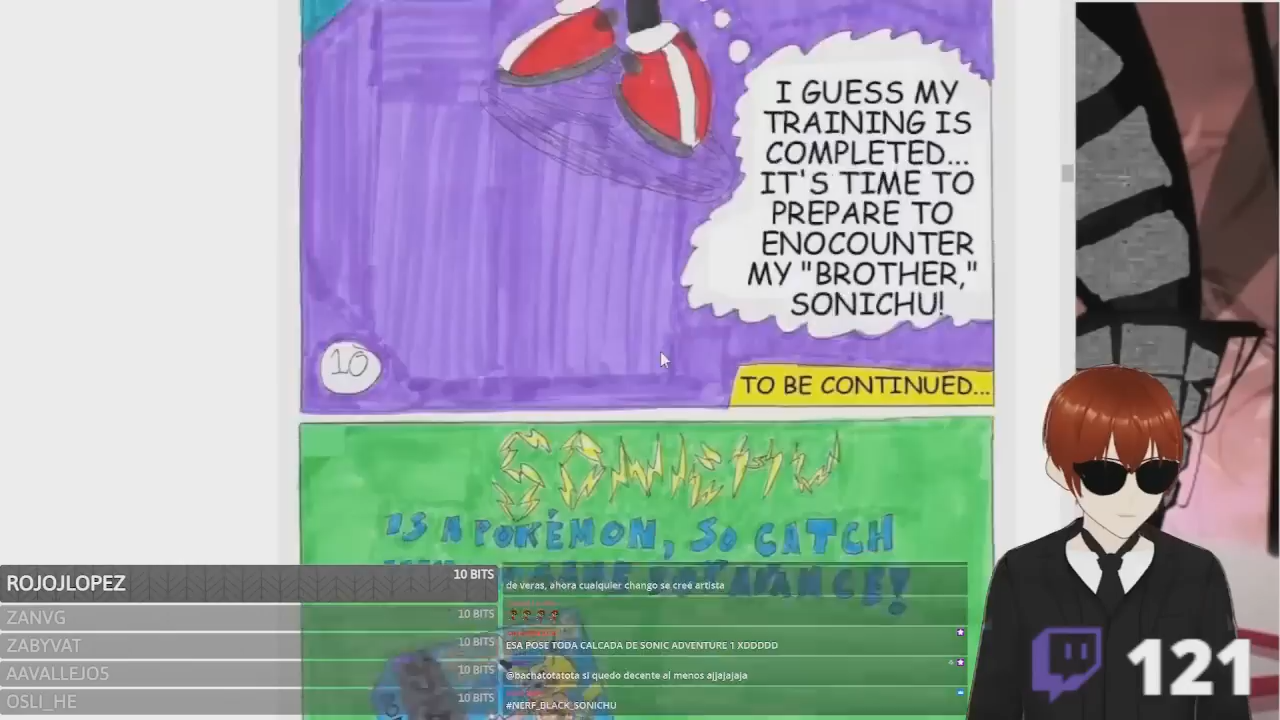 I GUESS MY
TRAINING IS
COMPLETED...
IT'S TIME TO
PREPARE TO
ENOCOUNTER
MY "BROTHER,"
SONICHU!
10
TO BE CONTINUED...
SONICHU
IS A POKÉMON, SO CATCH
ROJOJLOPEZ 10 BITS
ZANVG 10 BITS
ZABYVAT 10 BITS
AAVALLEJOS 10 BITS
OSLI_HE 10 BITS
de veras, ahora cualquier chango se creé artista
ESA POSE TODA CALCADA DE SONIC ADVENTURE 1 XDDDDD
@bachatotatota si quedo decente al menos ajjajajaja
#NERF_BLACK_SONICHU
121